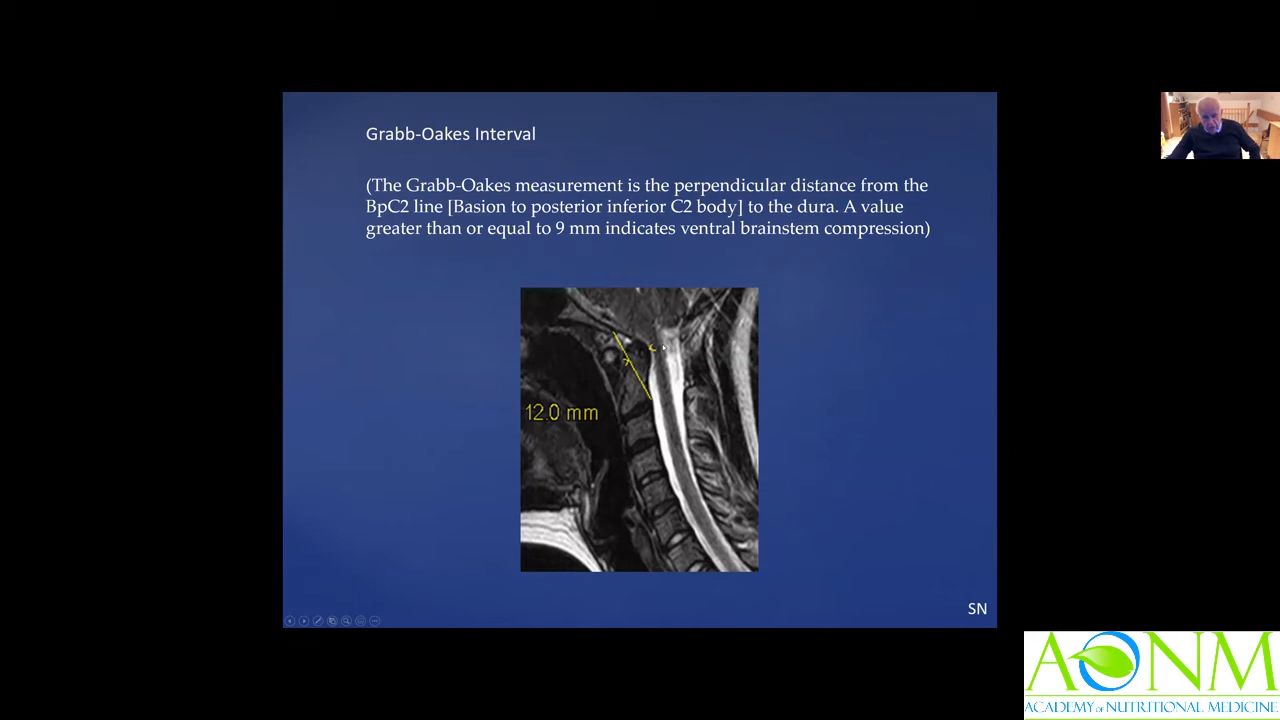 Grabb-Oakes Interval
(The Grabb-Oakes measurement is the perpendicular distance from the
BpC2 line [Basion to posterior inferior C2 body] to the dura. A value
greater than or equal to 9 mm indicates ventral brainstem compression)
12.0 mm
SN
AONM
ACADEMY of NUTRITIONAL MEDICINE